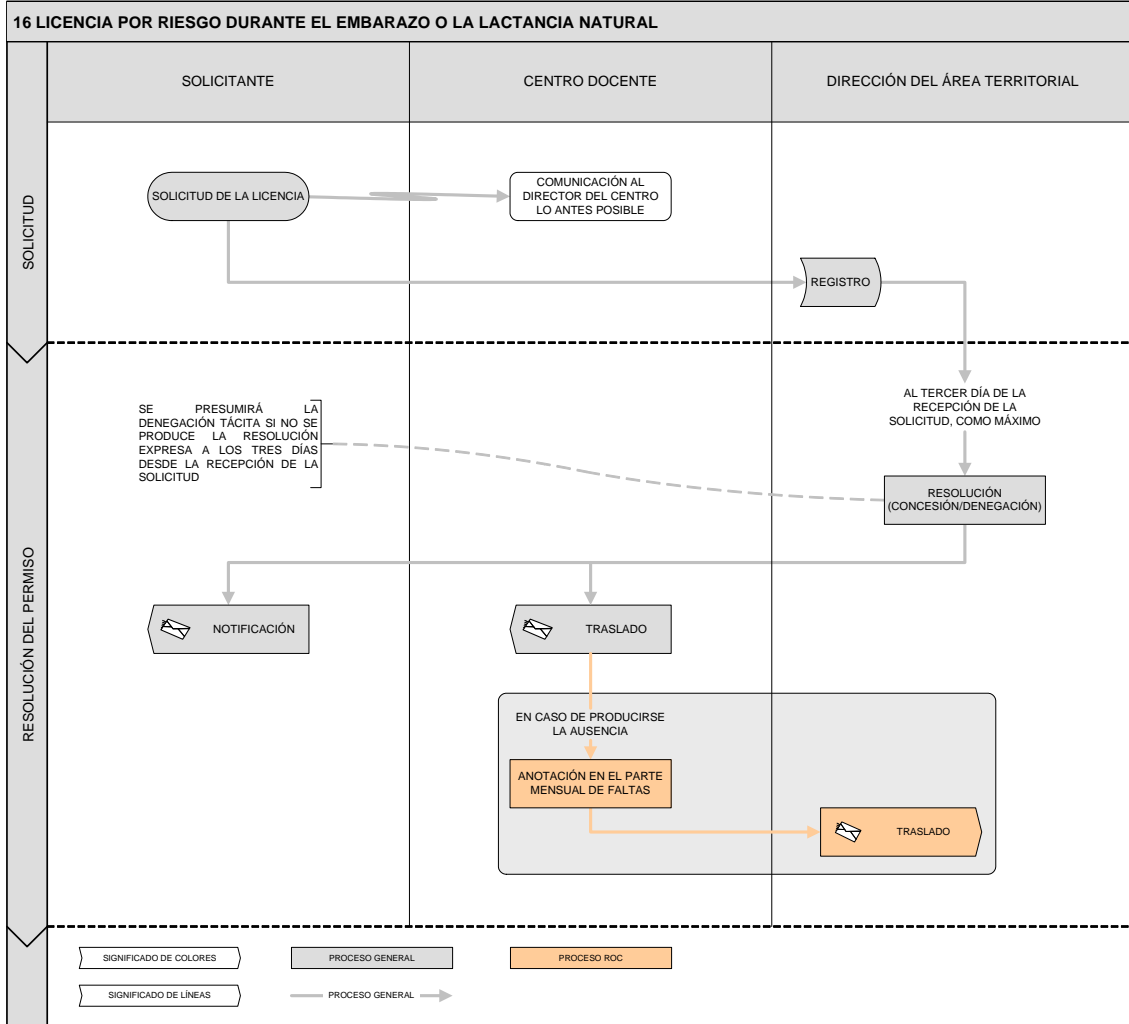 16 LICENCIA POR RIESGO DURANTE EL EMBARAZO O LA LACTANCIA NATURAL
SOLICITANTE
CENTRO DOCENTE
DIRECCIÓN DEL ÁREA TERRITORIAL
SOLICITUD
SOLICITUD DE LA LICENCIA
COMUNICACIÓN AL
DIRECTOR DEL CENTRO
LO ANTES POSIBLE
REGISTRO
RESOLUCIÓN DEL PERMISO
AL TERCER DÍA DE LA
RECEPCIÓN DE LA
SOLICITUD, COMO MÁXIMO
SE PRESUMIRÁ LA
DENEGACIÓN TÁCITA SI NO SE
PRODUCE LA RESOLUCIÓN
EXPRESA A LOS TRES DÍAS
DESDE LA RECEPCIÓN DE LA
SOLICITUD
RESOLUCIÓN
(CONCESIÓN/DENEGACIÓN)
NOTIFICACIÓN
TRASLADO
EN CASO DE PRODUCIRSE
LA AUSENCIA
ANOTACIÓN EN EL PARTE
MENSUAL DE FALTAS
TRASLADO
SIGNIFICADO DE COLORES
PROCESO GENERAL
PROCESO ROC
SIGNIFICADO DE LÍNEAS
PROCESO GENERAL